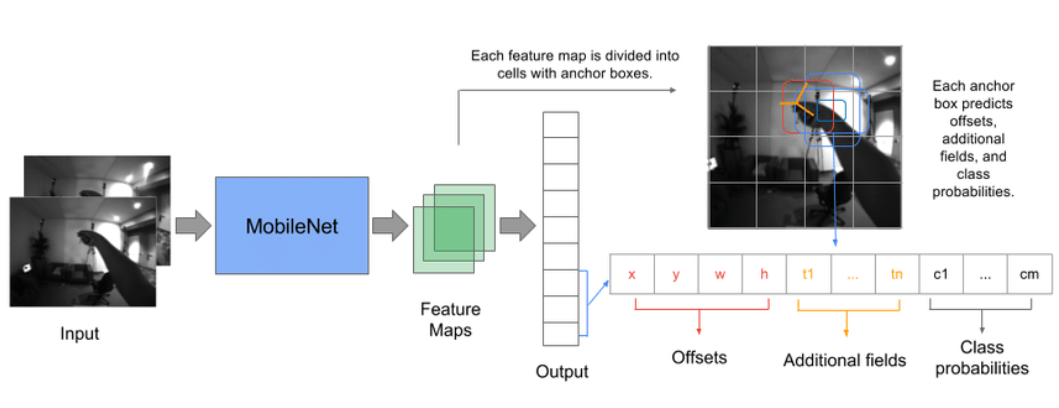 Each feature map is divided into
cells with anchor boxes.
Each anchor
box predicts
offsets,
additional
fields, and
class
probabilities.
MobileNet
x y w h t1 ... tn c1 ... cm
Feature
Maps
Input
Output
Offsets
Additional fields
Class
probabilities